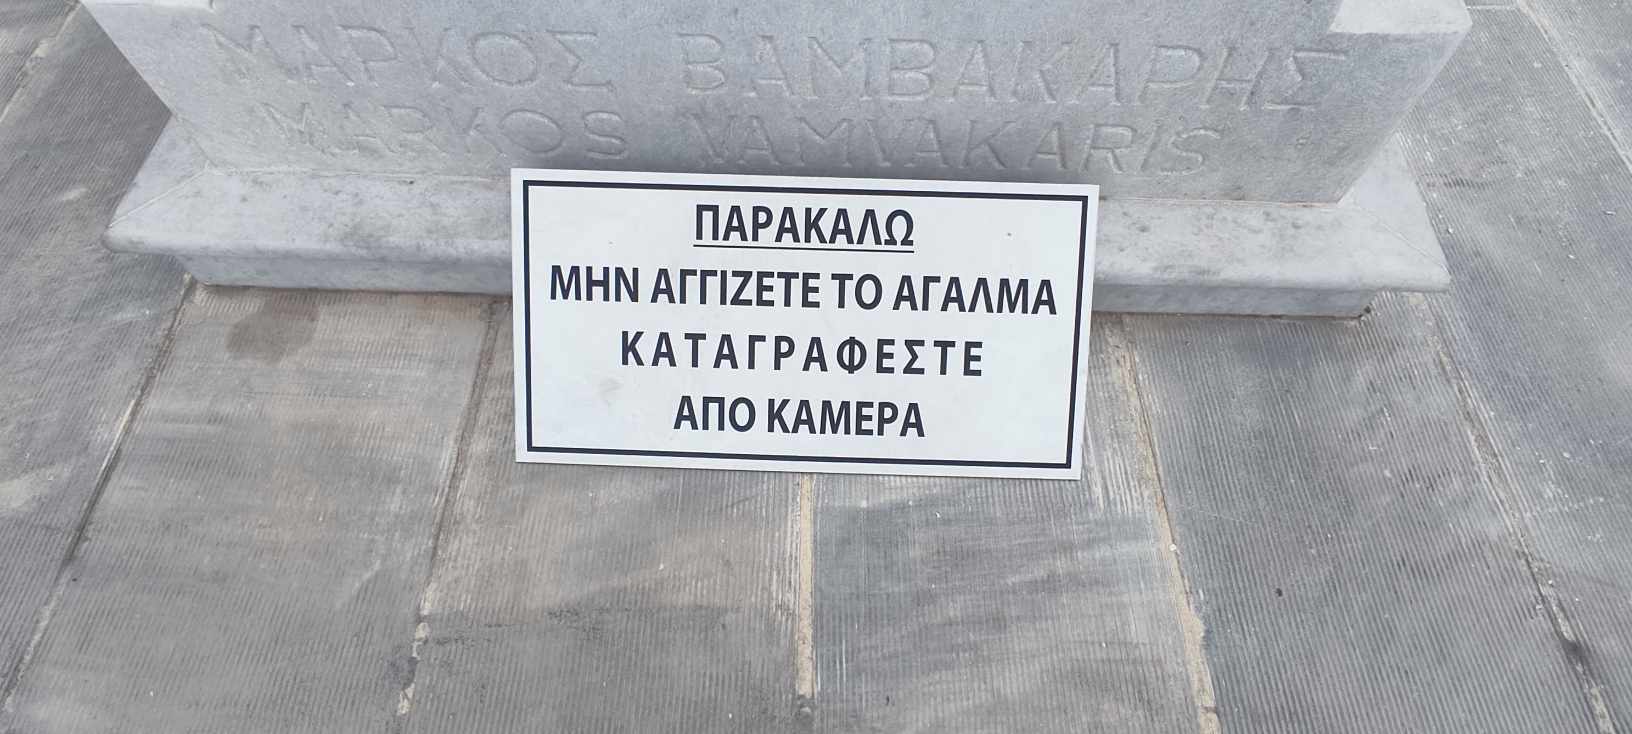 ΜΑΡΚΟΣ ΒΑΜΒΑΚΑΡΗΣ
MARKOS VAMVAKARIS
ΠΑΡΑΚΑΛΩ
ΜΗΝ ΑΓΓΙΖΕΤΕ ΤΟ ΑΓΑΛΜΑ
ΚΑΤΑΓΡΑΦΕΣΤΕ
ΑΠΟ ΚΑΜΕΡΑ